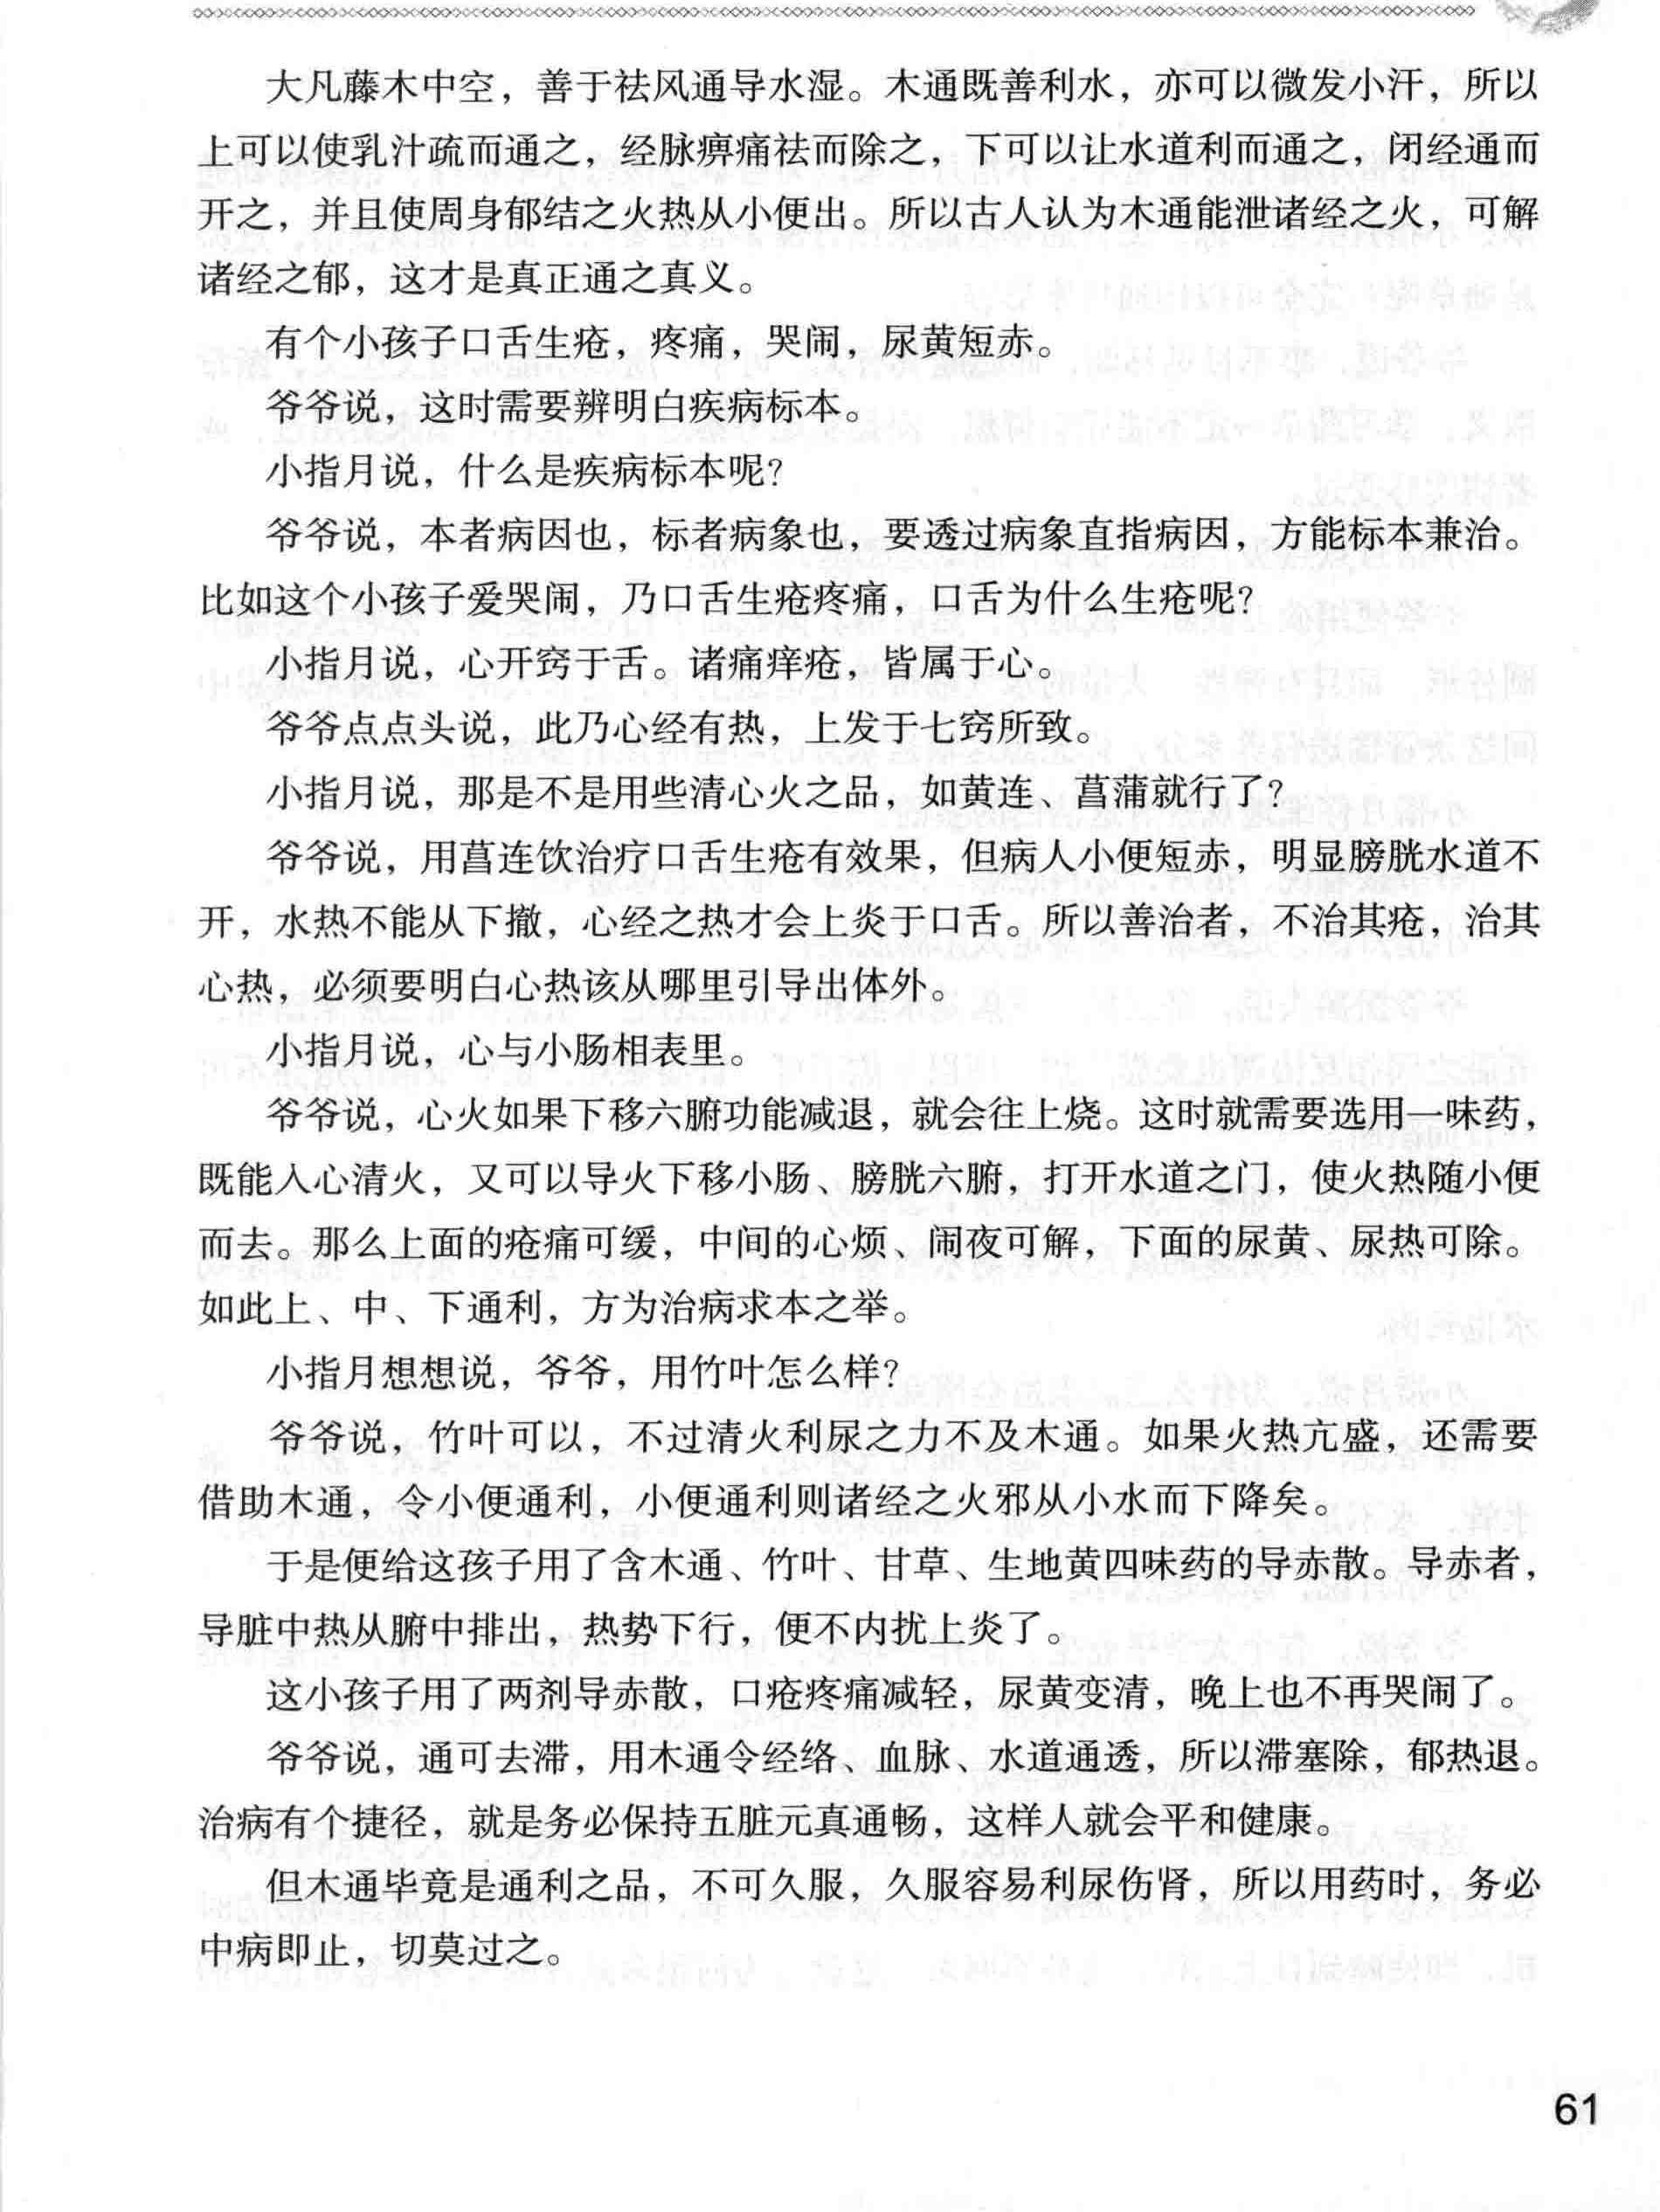 大凡藤木中空，善于祛风通导水湿。木通既善利水，亦可以微发小汗，所以
上可以使乳汁疏而通之，经脉痹痛祛而除之，下可以让水道利而通之，闭经通而
开之，并且使周身郁结之火热从小便出。所以古人认为木通能泄诸经之火，可解
诸经之郁，这才是真正通之真义。
有个小孩子口舌生疮，疼痛，哭闹，尿黄短赤。
爷爷说，这时需要辨明白疾病标本。
小指月说，什么是疾病标本呢？
爷爷说，本者病因也，标者病象也，要透过病象直指病因，方能标本兼治。
比如这个小孩子爱哭闹，乃口舌生疮疼痛，口舌为什么生疮呢？
小指月说，心开窍于舌。诸痛痒疮，皆属于心。
爷爷点点头说，此乃心经有热，上发于七窍所致。
小指月说，那是不是用些清心火之品，如黄连、菖蒲就行了？
爷爷说，用菖连饮治疗口舌生疮有效果，但病人小便短赤，明显膀胱水道不
开，水热不能从下撤，心经之热才会上炎于口舌。所以善治者，不治其疮，治其
心热，必须要明白心热该从哪里引导出体外。
小指月说，心与小肠相表里。
爷爷说，心火如果下移六腑功能减退，就会往上烧。这时就需要选用一味药，
既能入心清火，又可以导火下移小肠、膀胱六腑，打开水道之门，使火热随小便
而去。那么上面的疮痛可缓，中间的心烦、闹夜可解，下面的尿黄、尿热可除。
如此上、中、下通利，方为治病求本之举。
小指月想想说，爷爷，用竹叶怎么样？
爷爷说，竹叶可以，不过清火利尿之力不及木通。如果火热亢盛，还需要
借助木通，令小便通利，小便通利则诸经之火邪从小水而下降矣。
于是便给这孩子用了含木通、竹叶、甘草、生地黄四味药的导赤散。导赤者，
导脏中热从腑中排出，热势下行，便不内扰上炎了。
这小孩子用了两剂导赤散，口疮疼痛减轻，尿黄变清，晚上也不再哭闹了。
爷爷说，通可去滞，用木通令经络、血脉、水道通透，所以滞塞除，郁热退。
治病有个捷径，就是务必保持五脏元真通畅，这样人就会平和健康。
但木通毕竟是通利之品，不可久服，久服容易利尿伤肾，所以用药时，务必
中病即止，切莫过之。
61